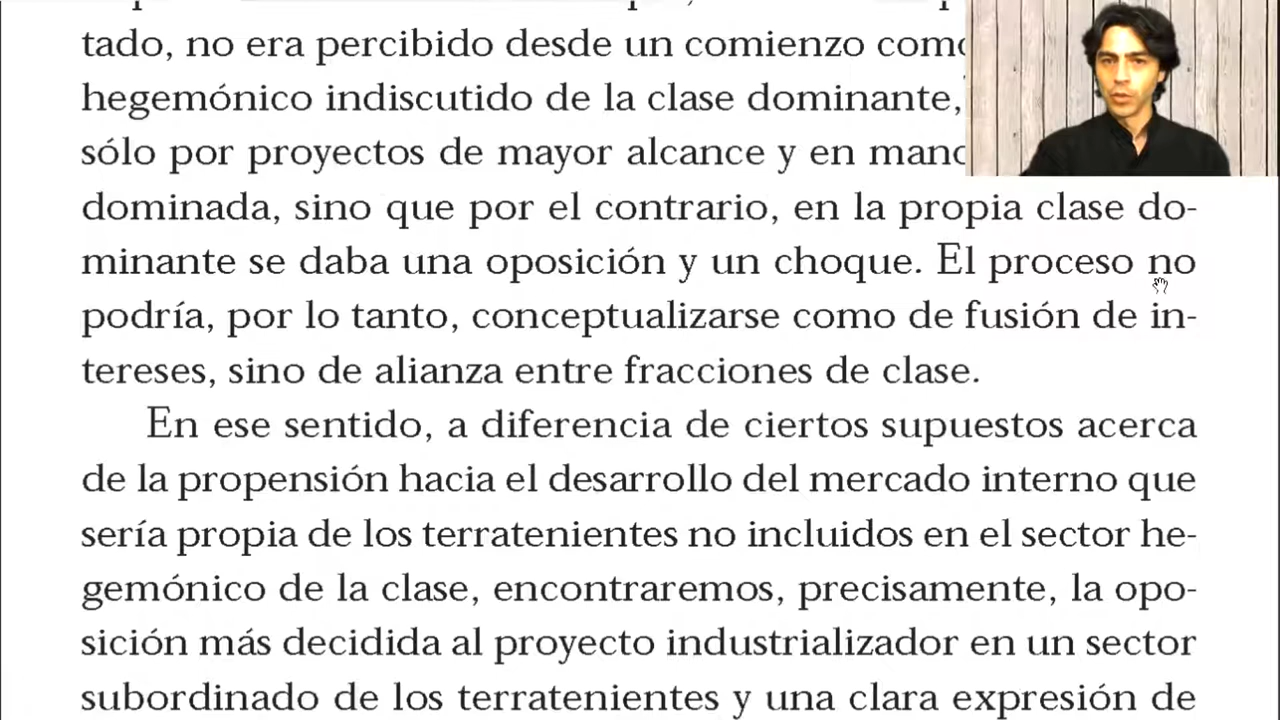 tado, no era percibido desde un comienzo como
hegemónico indiscutido de la clase dominante,
sólo por proyectos de mayor alcance y en
dominada, sino que por el contrario, en la propia clase do-
minante se daba una oposición y un choque. El proceso no
podría, por lo tanto, conceptualizarse como de fusión de in-
tereses, sino de alianza entre fracciones de clase.
En ese sentido, a diferencia de ciertos supuestos acerca
de la propensión hacia el desarrollo del mercado interno que
sería propia de los terratenientes no incluidos en el sector he-
gemónico de la clase, encontraremos, precisamente, la opo-
sición más decidida al proyecto industrializador en un sector
subordinado de los terratenientes y una clara expresión de